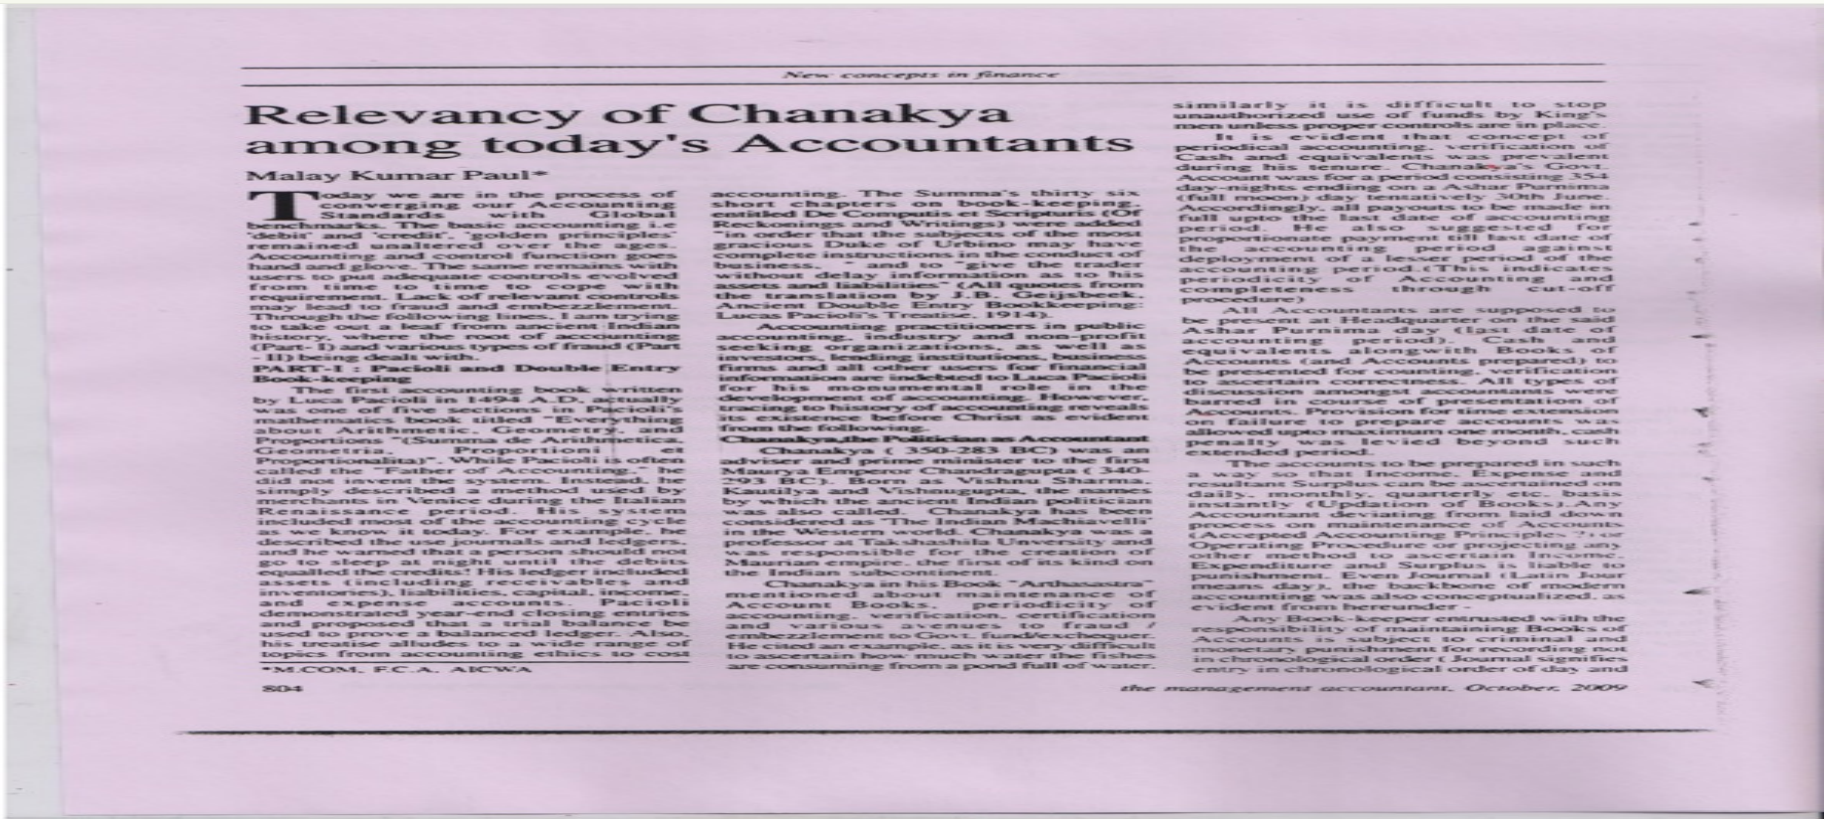 New concepts in finance
Relevancy of Chanakya
among today's Accountants
Malay Kumar Paul*
Today we are in the process of
converging our Accounting
Standards with Global
benchmarks. The basic accounting i.e
'debit' and 'credit', 'golden principles'
remained unaltered over the ages.
Accounting and control function goes
hand and glove. The same remains with
users to put adequate controls evolved
from time to time to cope with
requirement. Lack of relevant controls
may lead to fraud and embezzlement.
Through the following lines, I am trying
to take out a leaf from ancient Indian
history, where the root of accounting
(Part- I) and various types of fraud (Part
- II) being dealt with.
PART-I : Pacioli and Double Entry
Book-keeping
The first accounting book written
by Luca Pacioli in 1494 A.D. actually
was one of five sections in Pacioli's
mathematics book titled "Everything
about Arithmetic, Geometry, and
Proportions "(Summa de Arithmetica,
Geometria, Proportioni et
Proportionalita)". While Pacioli is often
called the "Father of Accounting," he
did not invent the system. Instead, he
simply described a method used by
merchants in Venice during the Italian
Renaissance period. His system
included most of the accounting cycle
as we know it today. For example, he
described the use journals and ledgers,
and he warned that a person should not
go to sleep at night until the debits
equalled the credits! His ledger included
assets (including receivables and
inventories), liabilities, capital, income,
and expense accounts. Pacioli
demonstrated year-end closing entries
and proposed that a trial balance be
used to prove a balanced ledger. Also,
his treatise alludes to a wide range of
topics from accounting ethics to cost
*M.COM, F.C.A, AICWA
accounting. The Summa's thirty six
short chapters on book-keeping,
entitled De Computis et Scripturis (Of
Reckonings and Writings) were added
"in order that the subjects of the most
gracious Duke of Urbino may have
complete instructions in the conduct of
business, " and to "give the trader
without delay information as to his
assets and liabilities" (All quotes from
the translation by J.B. Geijsbeek,
Ancient Double Entry Bookkeeping:
Lucas Pacioli's Treatise, 1914).
Accounting practitioners in public
accounting, industry and non-profit
seeking organizations, as well as
investors, lending institutions, business
firms and all other users for financial
information are indebted to Luca Pacioli
for his monumental role in the
development of accounting. However,
tracing to history of accounting reveals
its existence before Christ as evident
from the following.
Chanakya,the Politician as Accountant
Chanakya ( 350-283 BC) was an
adviser and prime minister to the first
Maurya Emperor Chandragupta ( 340-
293 BC). Born as Vishnu Sharma,
Kautilya and Vishnugupta, the names
by which the ancient Indian politician
was also called. Chanakya has been
considered as 'The Indian Machiavelli'
in the Western world. Chanakya was a
professor at Takshashila University and
was responsible for the creation of
Maurian empire, the first of its kind on
the Indian subcontinent.
Chanakya in his Book "Arthasastra"
mentioned about maintenance of
Account Books, periodicity of
accounting, verification, certification
and various avenues to fraud /
embezzlement to Govt. fund/exchequer.
He cited an example, as it is very difficult
to ascertain how much water the fishes
are consuming from a pond full of water,
similarly it is difficult to stop
unauthorized use of funds by King's
men unless proper controls are in place.
It is evident that concept of
periodical accounting, verification of
Cash and equivalents was prevalent
during his tenure. Chanakya's Govt.
Account was for a period consisting 354
day-nights ending on a Ashar Purnima
(full moon) day tentatively 30th June.
Accordingly, all payouts to be made in
full upto the last date of accounting
period. He also suggested for
proportionate payment till last date of
the accounting period against
deployment of a lesser period of the
accounting period.(This indicates
periodicity of Accounting and
completeness through cut-off
procedure)
All Accountants are supposed to
be present at Headquarter on the said
Ashar Purnima day (last date of
accounting period). Cash and
equivalents alongwith Books of
Accounts (and Accounts prepared) to
be presented for counting, verification
to ascertain correctness. All types of
discussion amongst accountants were
barred in course of presentation of
Accounts. Provision for time extension
on failure to prepare accounts was
allowed upto maximum one month, cash
penalty was levied beyond such
extended period.
The accounts to be prepared in such
a way so that Income, Expense and
resultant Surplus can be ascertained on
daily, monthly, quarterly etc. basis
instantly (Updation of Books).Any
Accountant deviating from laid down
process on maintenance of Accounts
(Accepted Accounting Principles ?) or
Operating Procedure or projecting any
other method to ascertain Income,
Expenditure and Surplus is liable to
punishment. Even Journal (Latin Jour
means day), the backbone of modern
accounting was also conceptualized, as
evident from hereunder -
Any Book-keeper entrusted with the
responsibility of maintaining Books of
Accounts is subject to criminal and
monetary punishment for recording not
in chronological order ( Journal signifies
entry in chronological order of day and
804
the management accountant, October, 2009